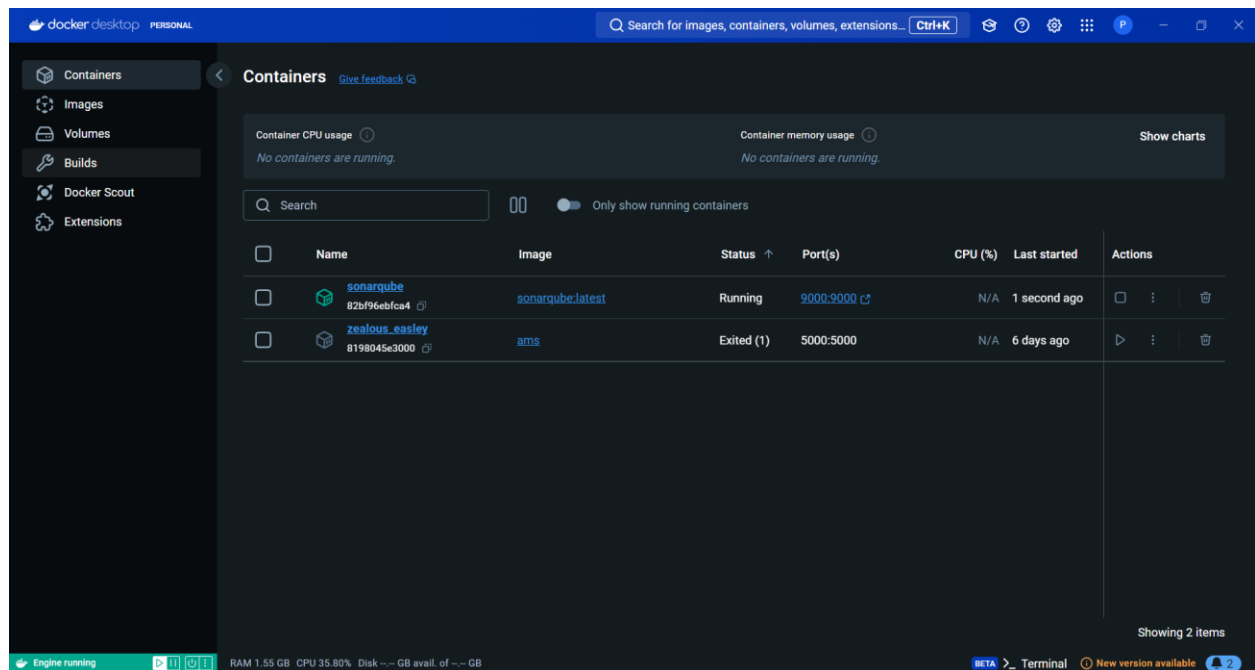 docker desktop PERSONAL
Search for images, containers, volumes, extensions... Ctrl+K
P
Containers
Images
Volumes
Builds
Docker Scout
Extensions
Containers Give feedback
Container CPU usage
No containers are running.
Container memory usage
No containers are running.
Show charts
Search
Only show running containers
Name Image Status Port(s) CPU (%) Last started Actions
sonarqube
82bf96ebfca4
sonarqube:latest Running 9000:9000 N/A 1 second ago
zealous_easley
8198045e3000
ams Exited (1) 5000:5000 N/A 6 days ago
Showing 2 items
Engine running RAM 1.55 GB CPU 35.80% Disk --.-- GB avail. of --.-- GB BETA >_ Terminal New version available 2